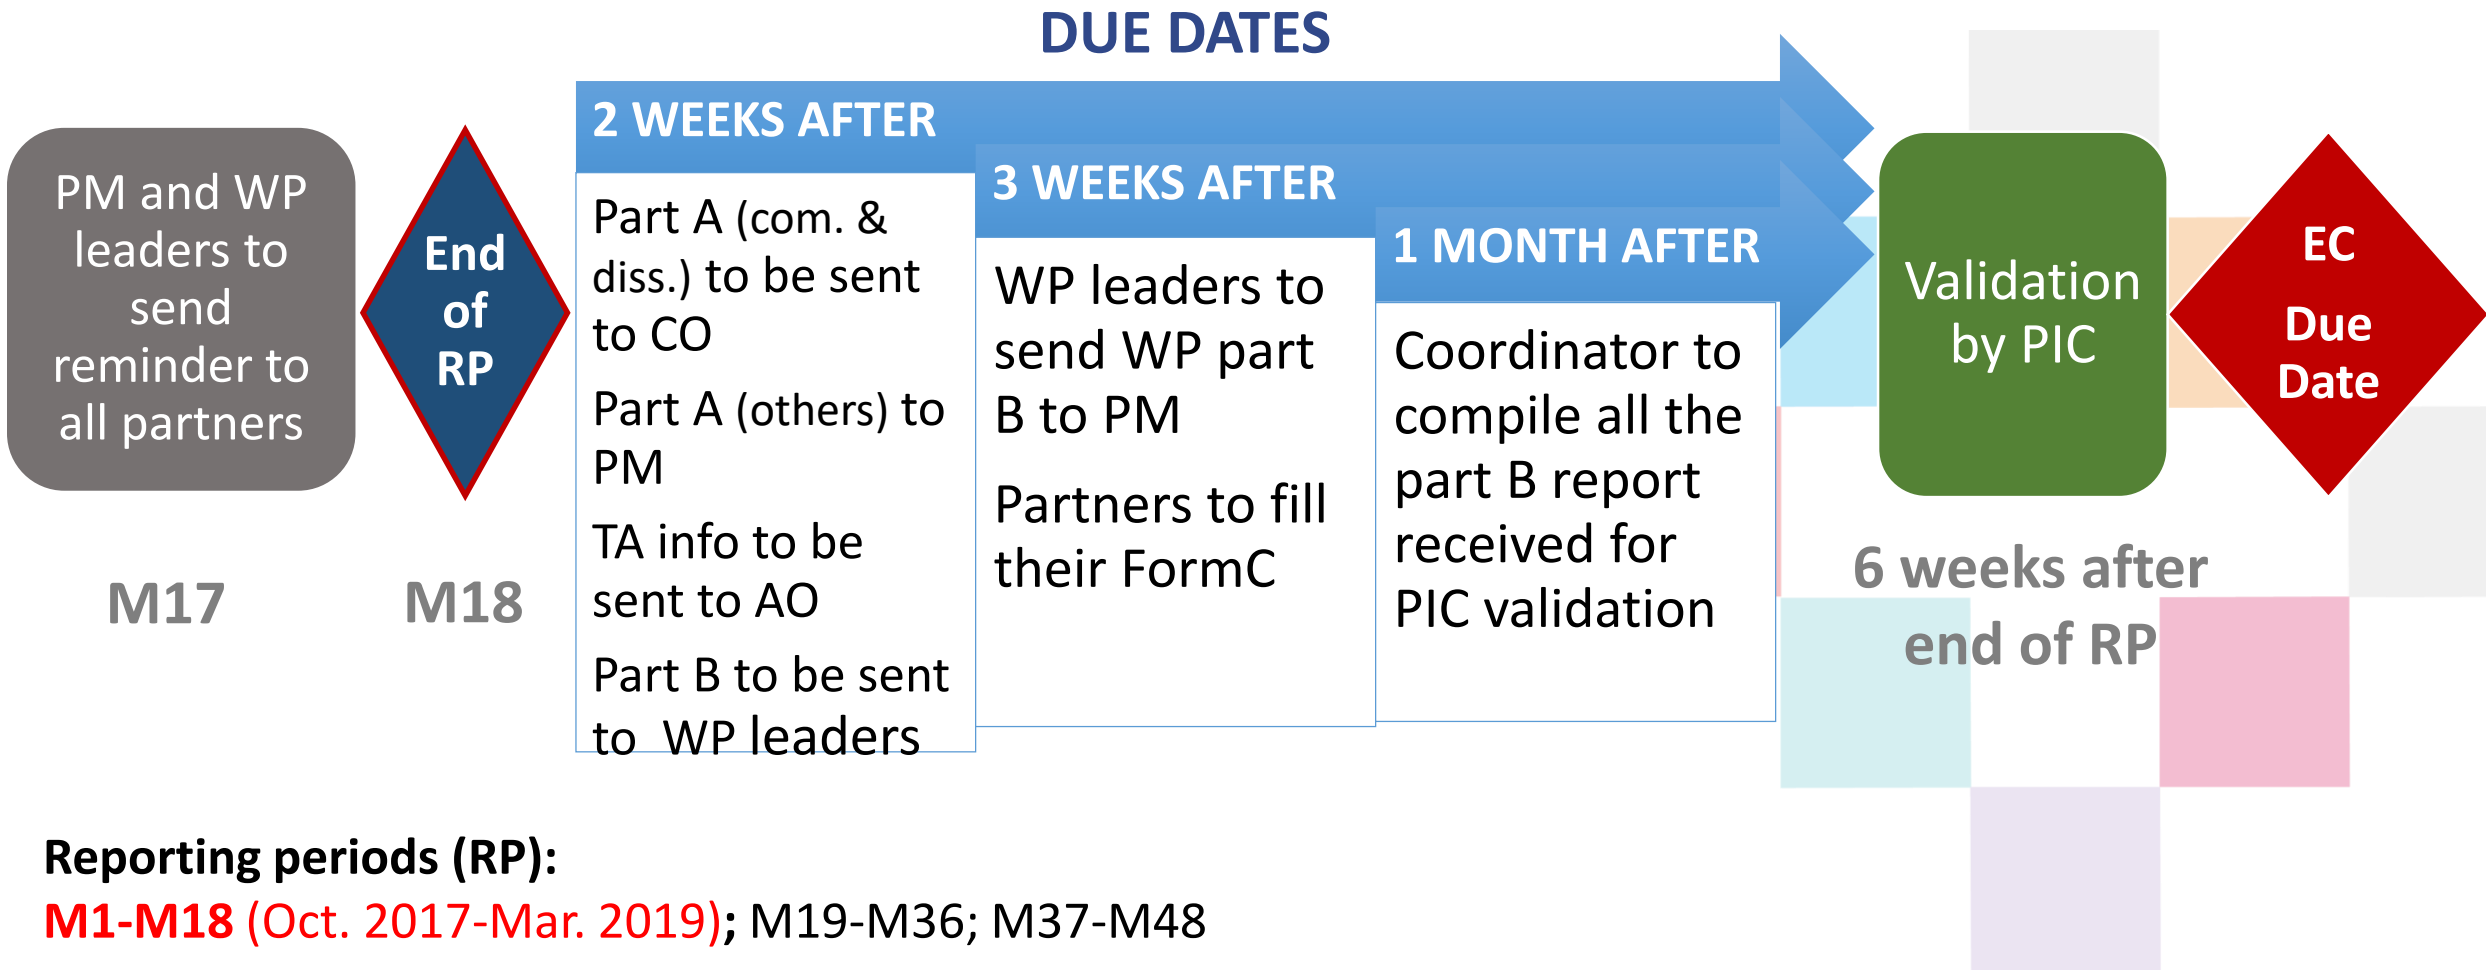 DUE DATES
PM and WP
leaders to
send
reminder to
all partners
M17
End
of
RP
M18
2 WEEKS AFTER
Part A (com. &
diss.) to be sent
to CO
Part A (others) to
PM
TA info to be
sent to AO
Part B to be sent
to  WP leaders
3 WEEKS AFTER
WP leaders to
send WP part
B to PM
Partners to fill
their FormC
1 MONTH AFTER
Coordinator to
compile all the
part B report
received for
PIC validation
Validation
by PIC
6 weeks after
end of RP
EC
Due
Date
Reporting periods (RP):
M1-M18 (Oct. 2017-Mar. 2019); M19-M36; M37-M48